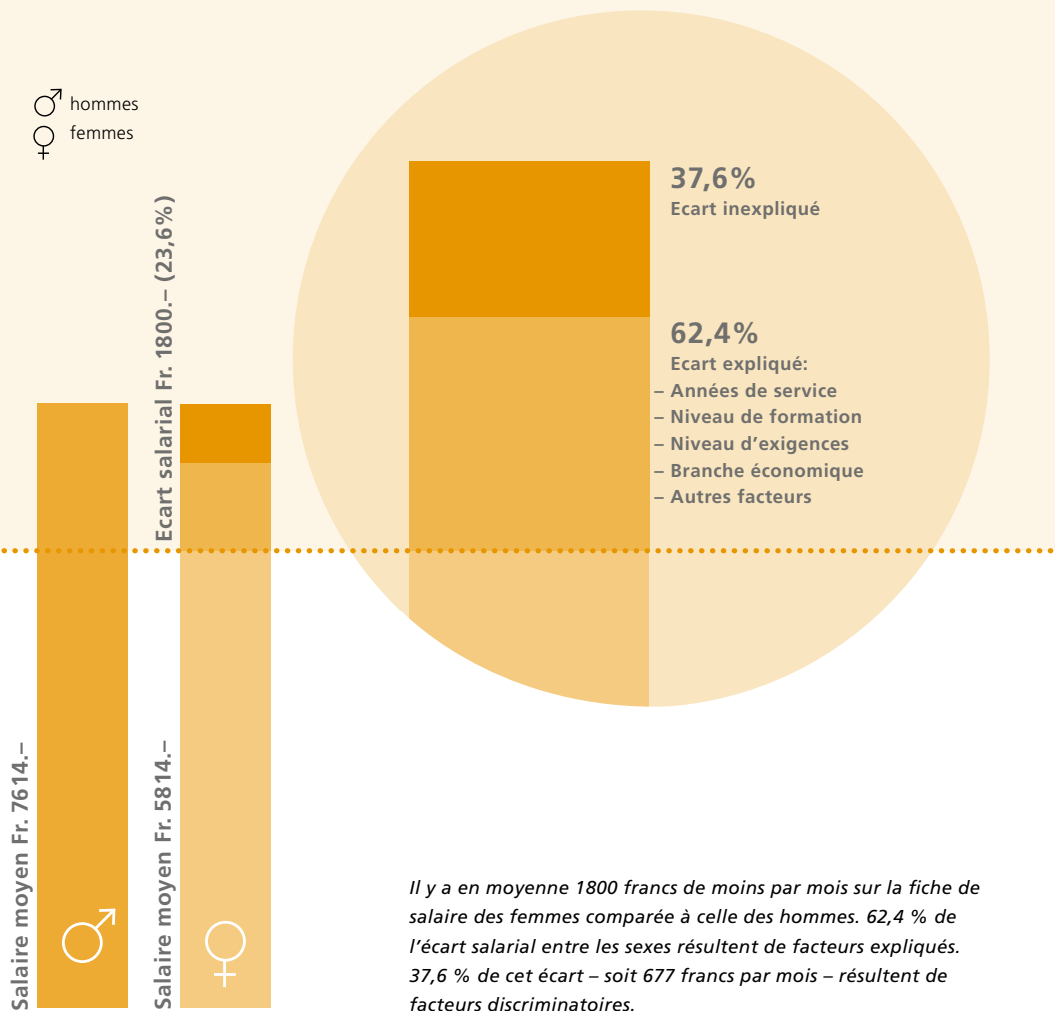 hommes
femmes
Salaire moyen Fr. 7614.–
Salaire moyen Fr. 5814.–
Ecart salarial Fr. 1800.– (23,6%)
37,6%
Ecart inexpliqué
62,4%
Ecart expliqué:
– Années de service
– Niveau de formation
– Niveau d’exigences
– Branche économique
– Autres facteurs
Il y a en moyenne 1800 francs de moins par mois sur la fiche de
salaire des femmes comparée à celle des hommes. 62,4 % de
l’écart salarial entre les sexes résultent de facteurs expliqués.
37,6 % de cet écart – soit 677 francs par mois – résultent de
facteurs discriminatoires.